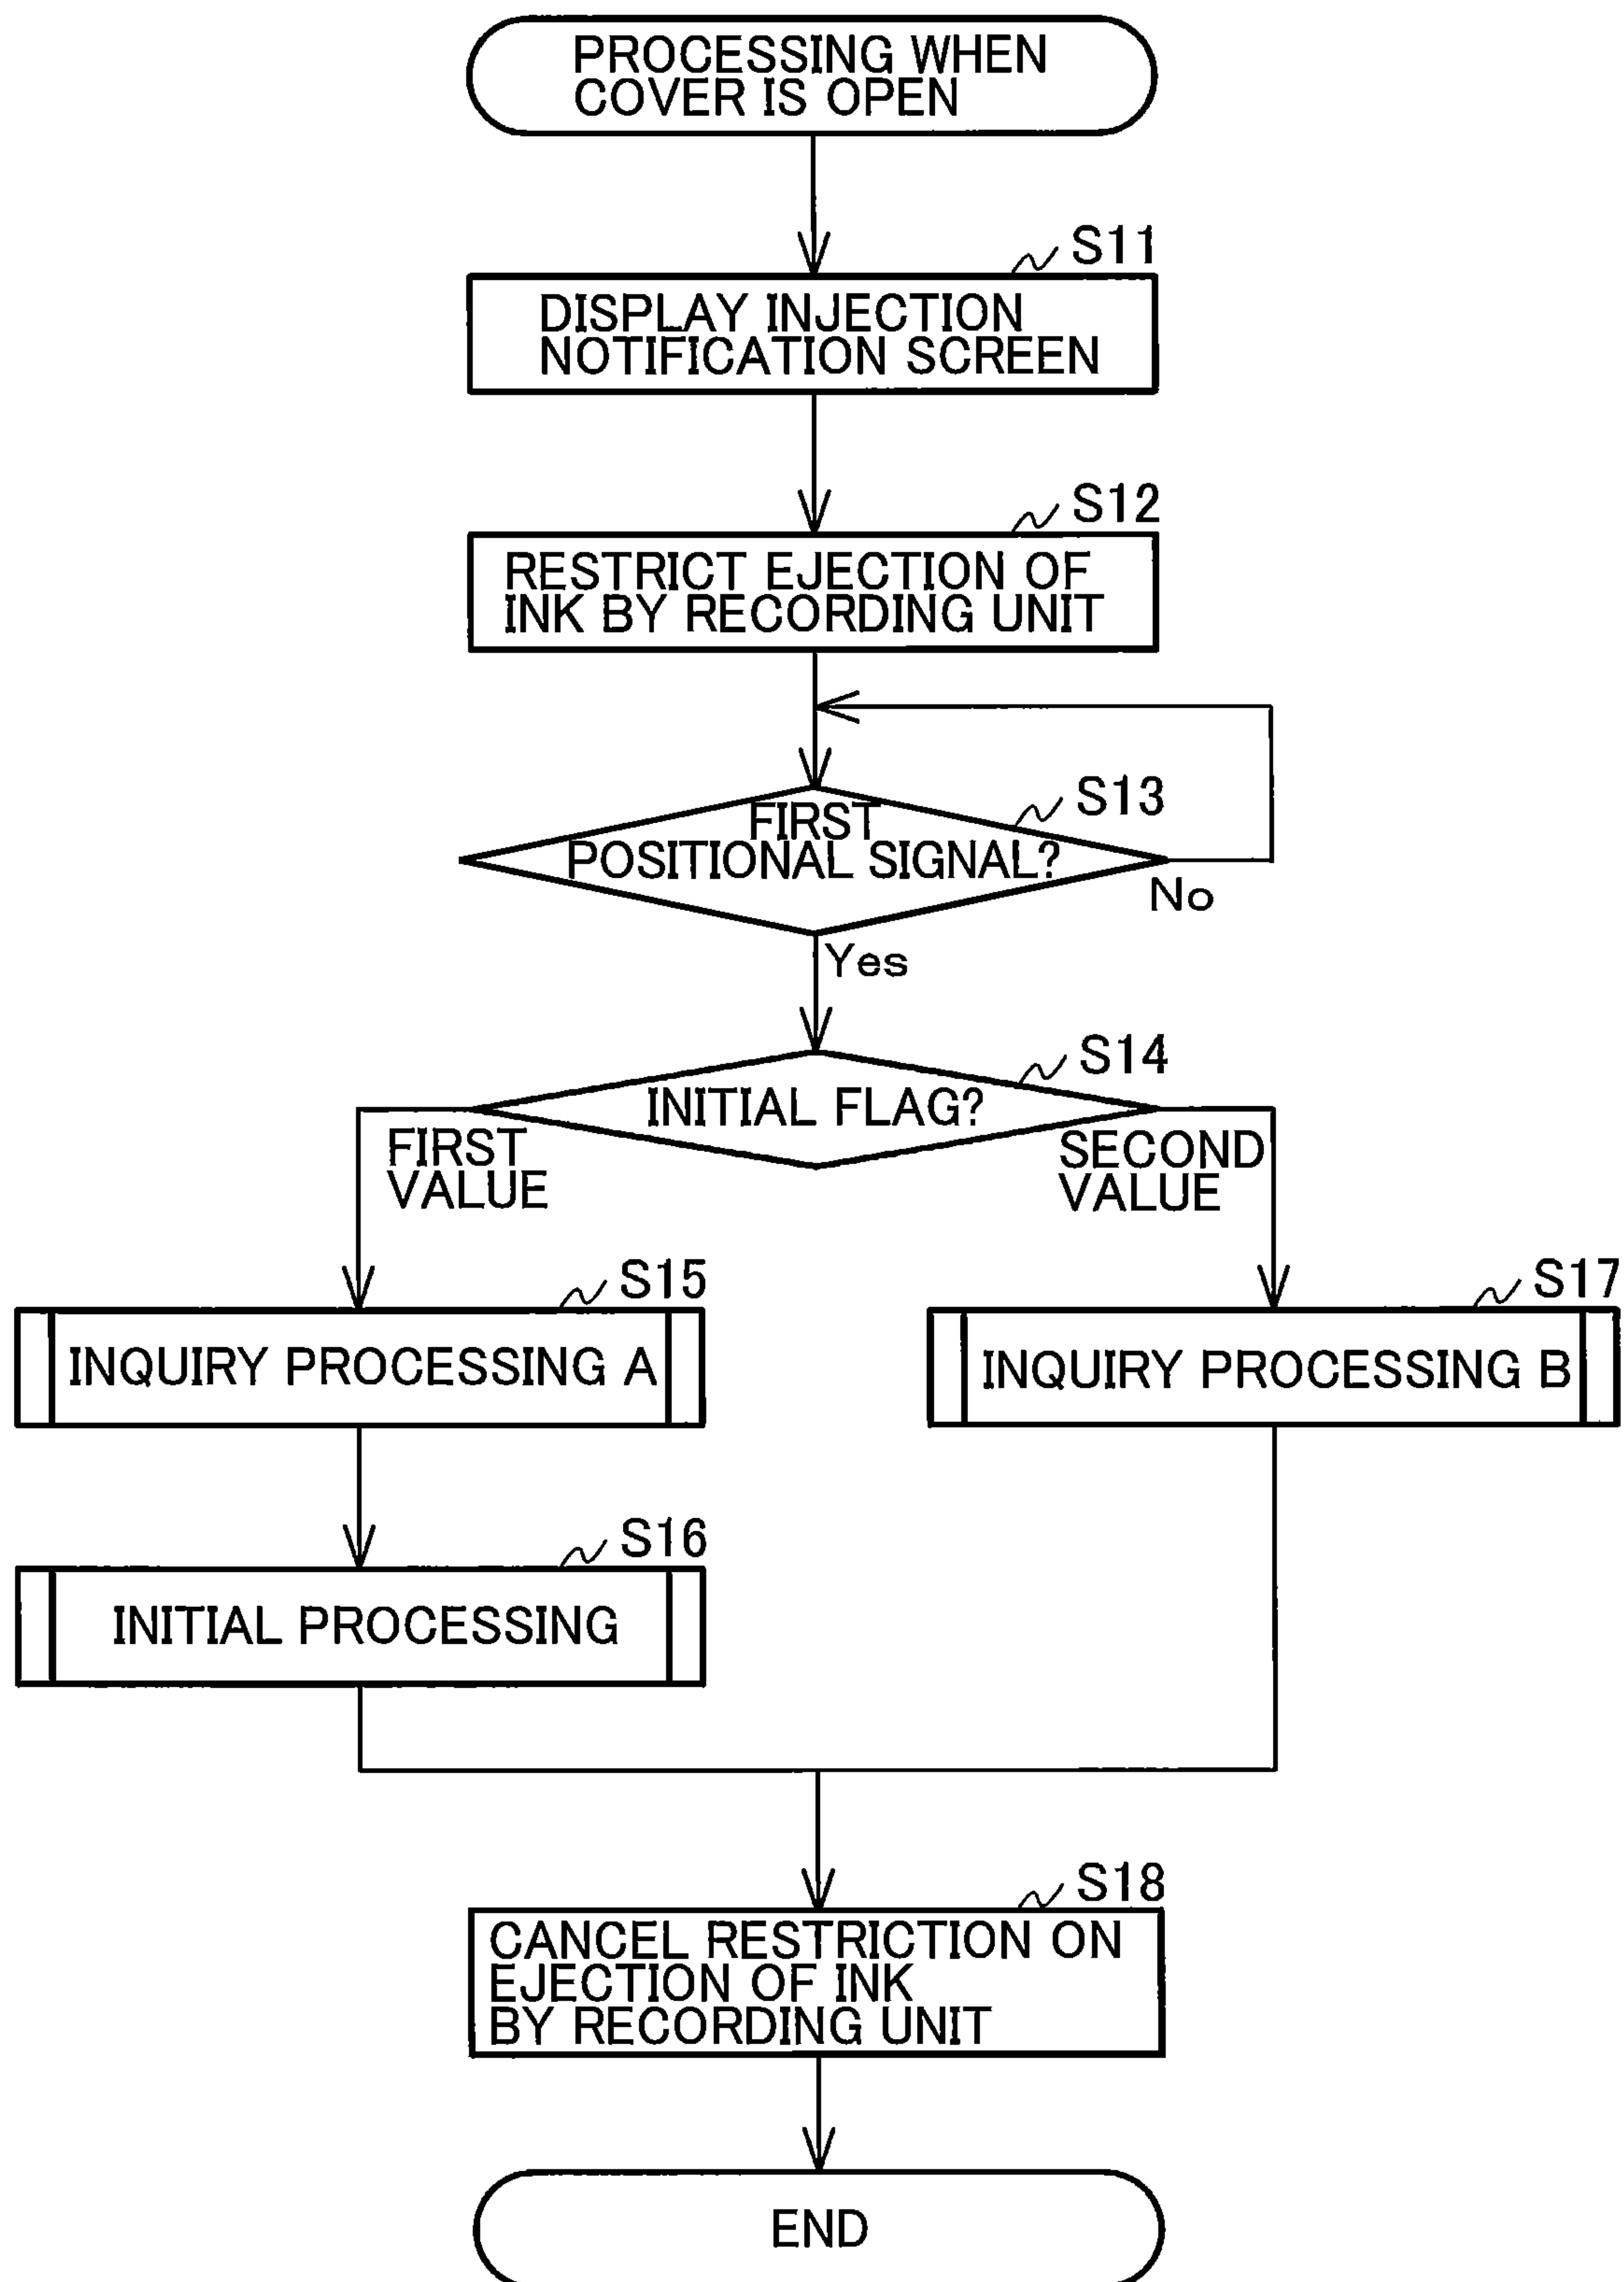 PROCESSING WHEN
COVER IS OPEN
S11
DISPLAY INJECTION
NOTIFICATION SCREEN
S12
RESTRICT EJECTION OF
INK BY RECORDING UNIT
S13
FIRST
POSITIONAL SIGNAL?
No
Yes
S14
INITIAL FLAG?
FIRST
VALUE
SECOND
VALUE
S15
INQUIRY PROCESSING A
S17
INQUIRY PROCESSING B
S16
INITIAL PROCESSING
S18
CANCEL RESTRICTION ON
EJECTION OF INK
BY RECORDING UNIT
END